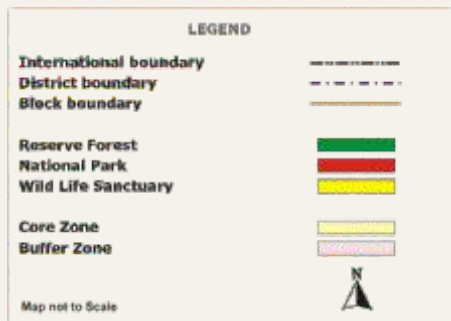 LEGEND
International boundary
District boundary
Block boundary
Reserve Forest
National Park
Wild Life Sanctuary
Core Zone
Buffer Zone
N
Map not to Scale